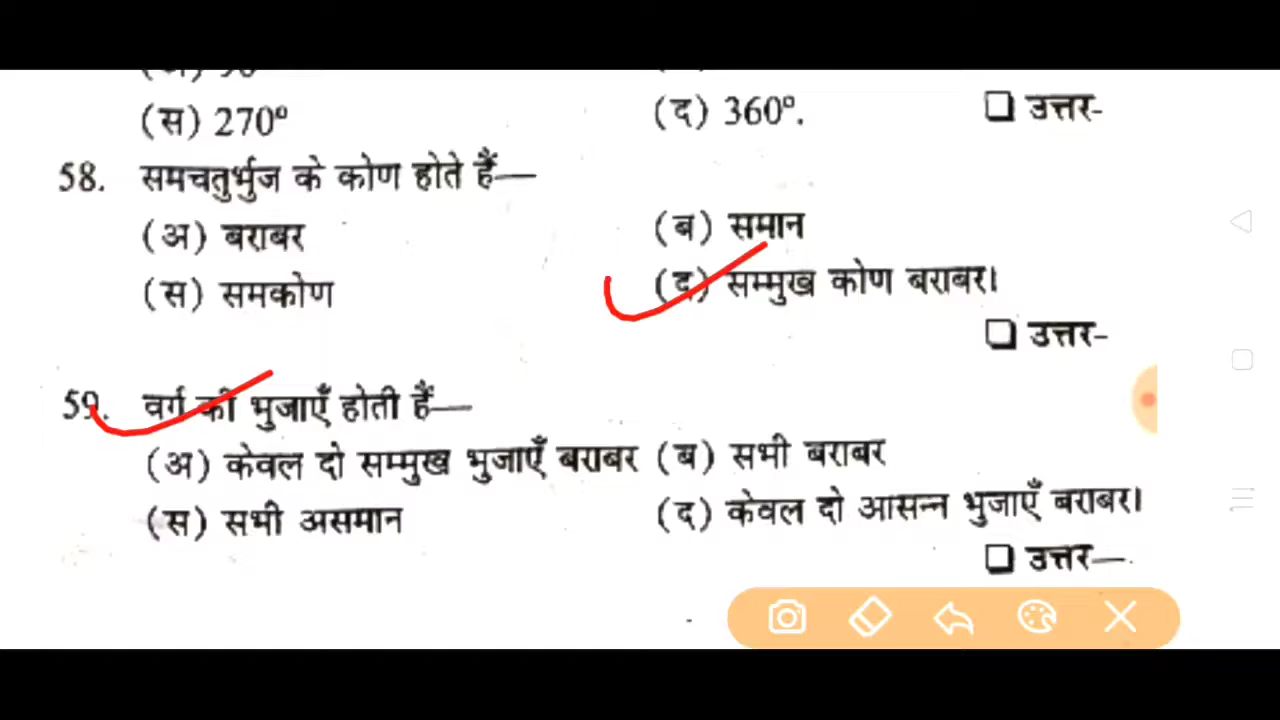 (स) 270° (द) 360°. ❑ उत्तर-
58. समचतुर्भुज के कोण होते हैं—
(अ) बराबर (ब) समान
(स) समकोण (द) सम्मुख कोण बराबर।
❑ उत्तर-
59. वर्ग की भुजाएँ होती हैं—
(अ) केवल दो सम्मुख भुजाएँ बराबर (ब) सभी बराबर
(स) सभी असमान (द) केवल दो आसन्न भुजाएँ बराबर।
❑ उत्तर—